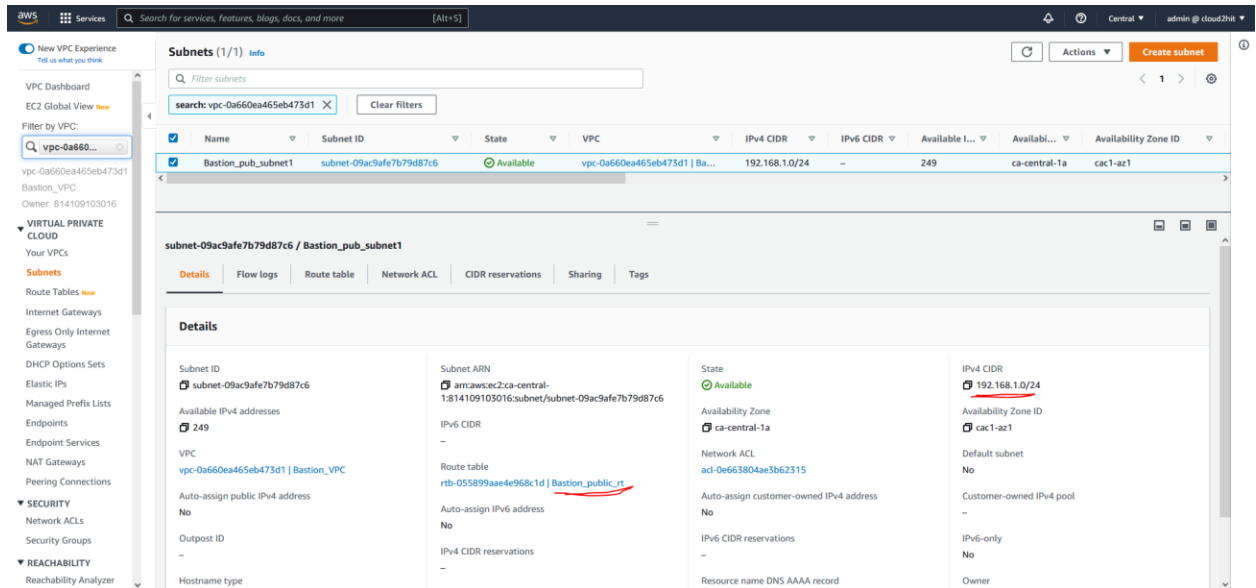 aws Services Search for services, features, blogs, docs, and more [Alt+S] Central ▼ admin @ cloud2hit ▼
New VPC Experience
Tell us what you think
VPC Dashboard
EC2 Global View New
Filter by VPC:
vpc-0a660...
vpc-0a660ea465eb473d1
Bastion_VPC
Owner: 814109103016
VIRTUAL PRIVATE
CLOUD
Your VPCs
Subnets
Route Tables New
Internet Gateways
Egress Only Internet
Gateways
DHCP Options Sets
Elastic IPs
Managed Prefix Lists
Endpoints
Endpoint Services
NAT Gateways
Peering Connections
SECURITY
Network ACLs
Security Groups
REACHABILITY
Reachability Analyzer
Subnets (1/1) Info
Actions ▼ Create subnet
Filter subnets
1
search: vpc-0a660ea465eb473d1 Clear filters
Name Subnet ID State VPC IPv4 CIDR IPv6 CIDR Available I... Availabi... Availability Zone ID
Bastion_pub_subnet1 subnet-09ac9afe7b79d87c6 Available vpc-0a660ea465eb473d1 | Ba... 192.168.1.0/24 – 249 ca-central-1a cac1-az1
subnet-09ac9afe7b79d87c6 / Bastion_pub_subnet1
Details Flow logs Route table Network ACL CIDR reservations Sharing Tags
Details
Subnet ID
subnet-09ac9afe7b79d87c6
Available IPv4 addresses
249
VPC
vpc-0a660ea465eb473d1 | Bastion_VPC
Auto-assign public IPv4 address
No
Outpost ID
–
Hostname type
Subnet ARN
arn:aws:ec2:ca-central-
1:814109103016:subnet/subnet-09ac9afe7b79d87c6
IPv6 CIDR
–
Route table
rtb-055899aae4e968c1d | Bastion_public_rt
Auto-assign IPv6 address
No
IPv4 CIDR reservations
–
State
Available
Availability Zone
ca-central-1a
Network ACL
acl-0e663804ae3b62315
Auto-assign customer-owned IPv4 address
No
IPv6 CIDR reservations
–
Resource name DNS AAAA record
IPv4 CIDR
192.168.1.0/24
Availability Zone ID
cac1-az1
Default subnet
No
Customer-owned IPv4 pool
–
IPv6-only
No
Owner